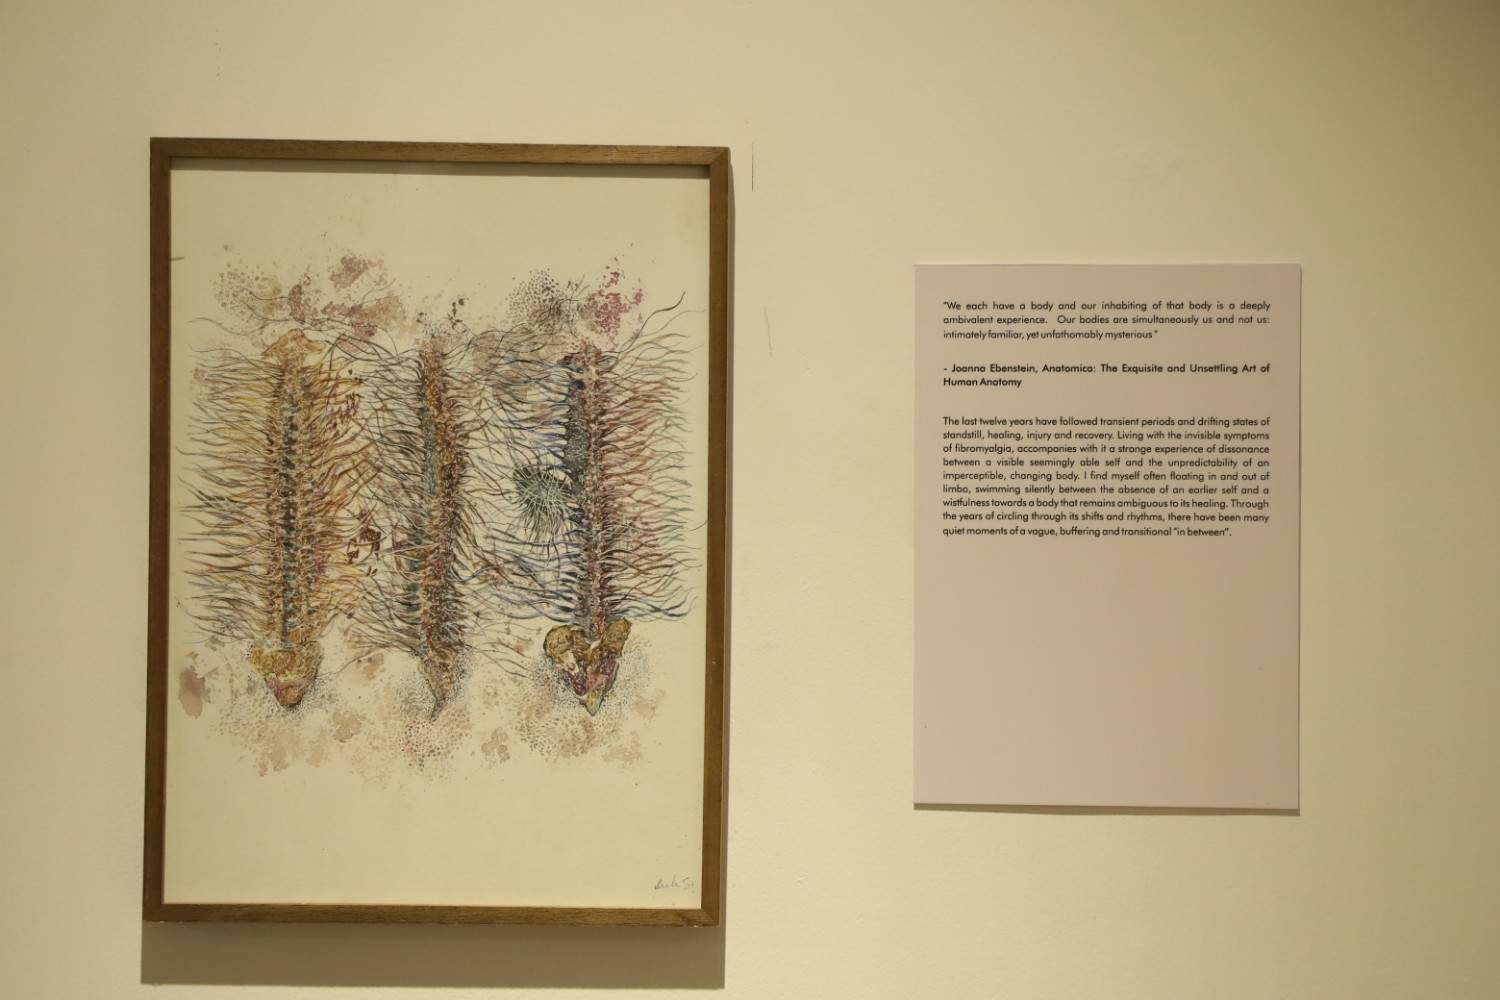 "We each have a body and our inhabiting of that body is a deeply
ambivalent experience. Our bodies are simultaneously us and not us:
intimately familiar, yet unfathomably mysterious"
- Joanna Ebenstein, Anatomica: The Exquisite and Unsettling Art of
Human Anatomy
The last twelve years have followed transient periods and drifting states of
standstill, healing, injury and recovery. Living with the invisible symptoms
of fibromyalgia, accompanies with it a strange experience of dissonance
between a visible seemingly able self and the unpredictability of an
imperceptible, changing body. I find myself often floating in and out of
limbo, swimming silently between the absence of an earlier self and a
wistfulness towards a body that remains ambiguous to its healing. Through
the years of circling through its shifts and rhythms, there have been many
quiet moments of a vague, buffering and transitional "in between".